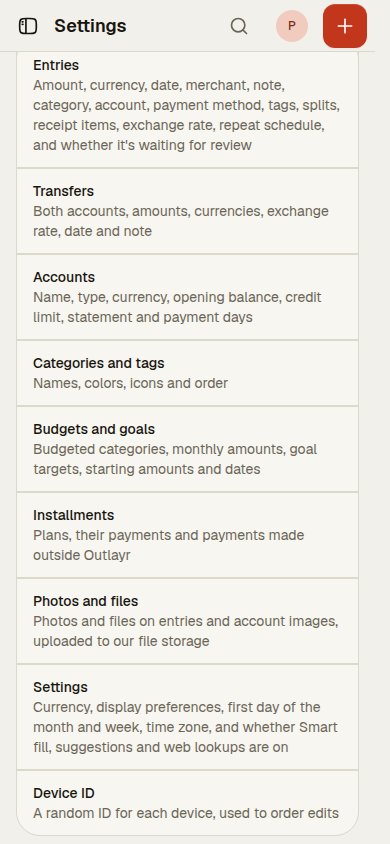 Settings
P
Entries
Amount, currency, date, merchant, note,
category, account, payment method, tags, splits,
receipt items, exchange rate, repeat schedule,
and whether it's waiting for review
Transfers
Both accounts, amounts, currencies, exchange
rate, date and note
Accounts
Name, type, currency, opening balance, credit
limit, statement and payment days
Categories and tags
Names, colors, icons and order
Budgets and goals
Budgeted categories, monthly amounts, goal
targets, starting amounts and dates
Installments
Plans, their payments and payments made
outside Outlayr
Photos and files
Photos and files on entries and account images,
uploaded to our file storage
Settings
Currency, display preferences, first day of the
month and week, time zone, and whether Smart
fill, suggestions and web lookups are on
Device ID
A random ID for each device, used to order edits